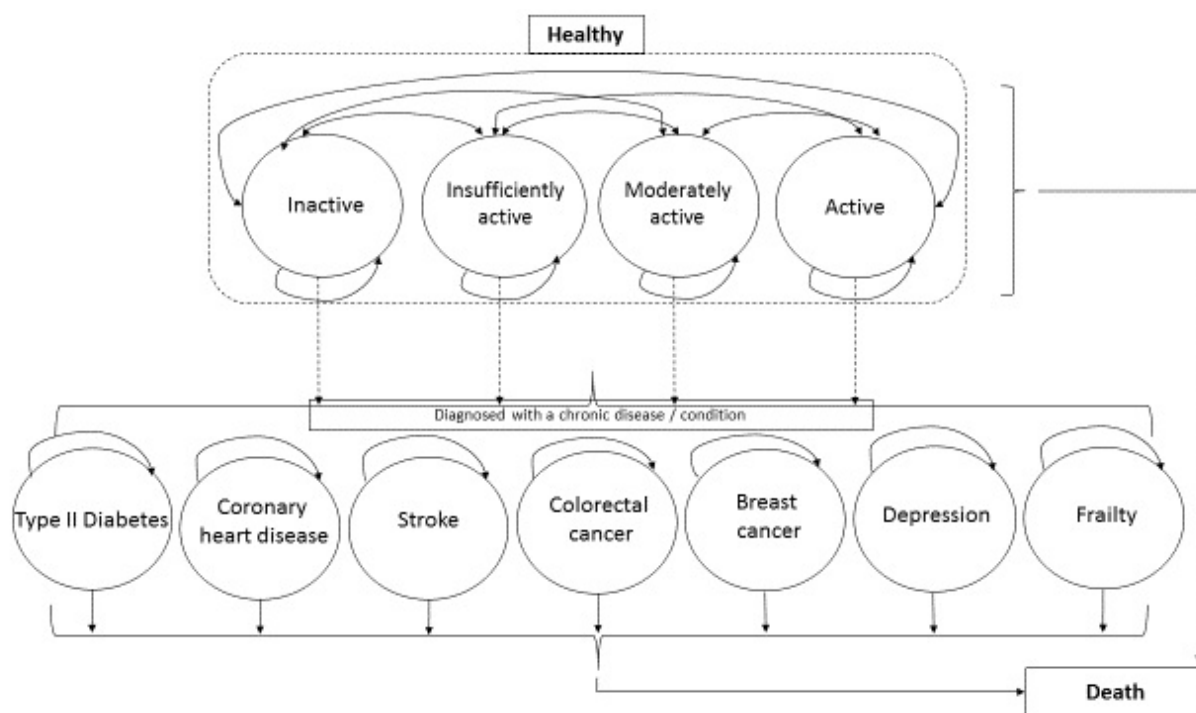 Healthy
Inactive
Insufficiently
active
Moderately
active
Active
Diagnosed with a chronic disease / condition
Type II Diabetes
Coronary
heart disease
Stroke
Colorectal
cancer
Breast
cancer
Depression
Frailty
Death